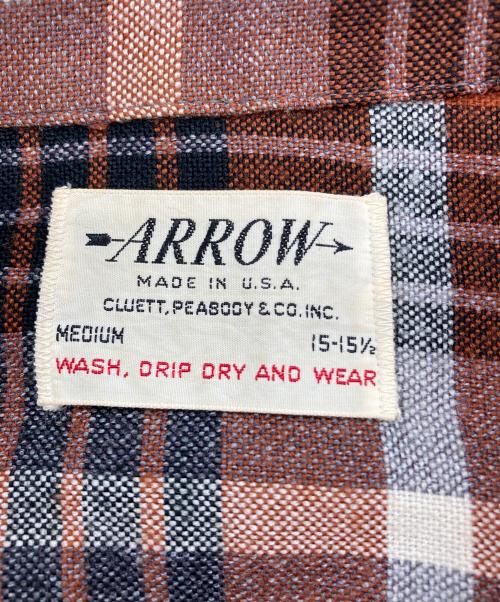 ARROW
MADE IN U.S.A.
CLUETT, PEABODY & CO. INC.
MEDIUM 15-15½
WASH, DRIP DRY AND WEAR